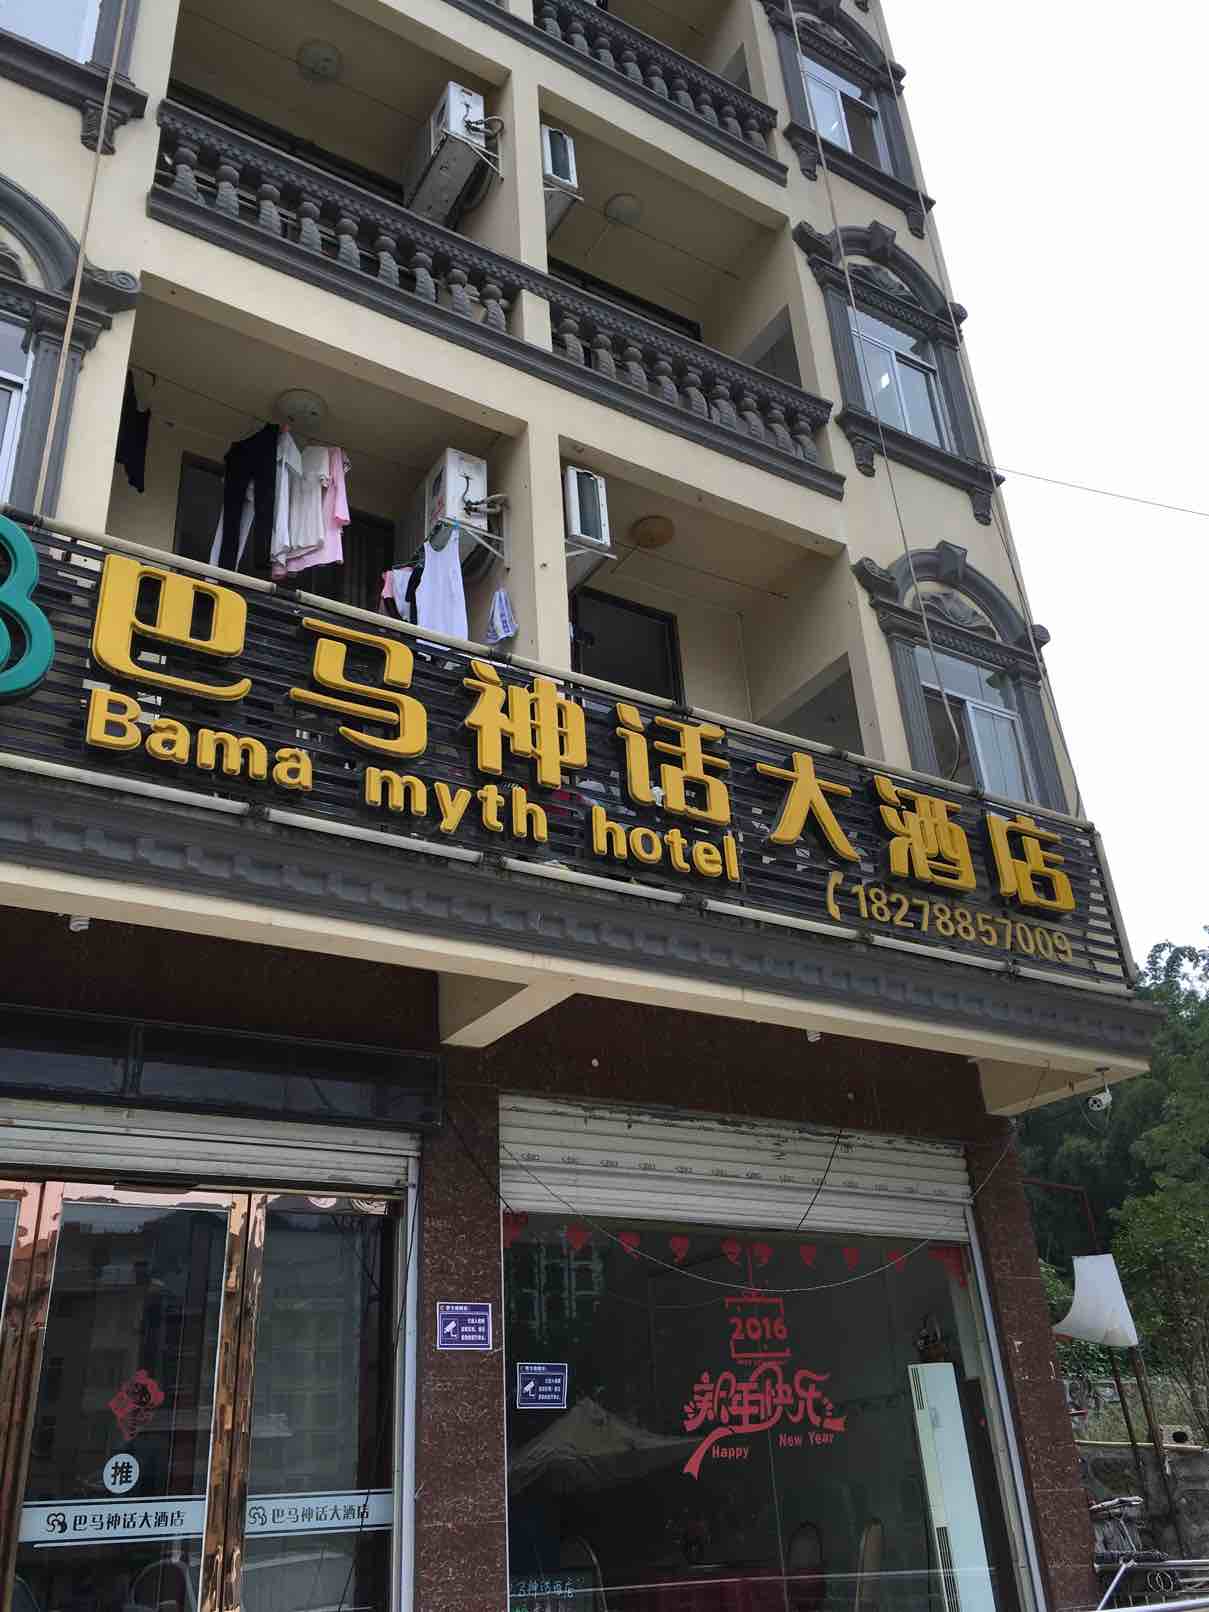 巴马神话大酒店
Bama myth hotel
18278857009
2016
新年快乐
Happy New Year
推
巴马神话大酒店
巴马神话大酒店